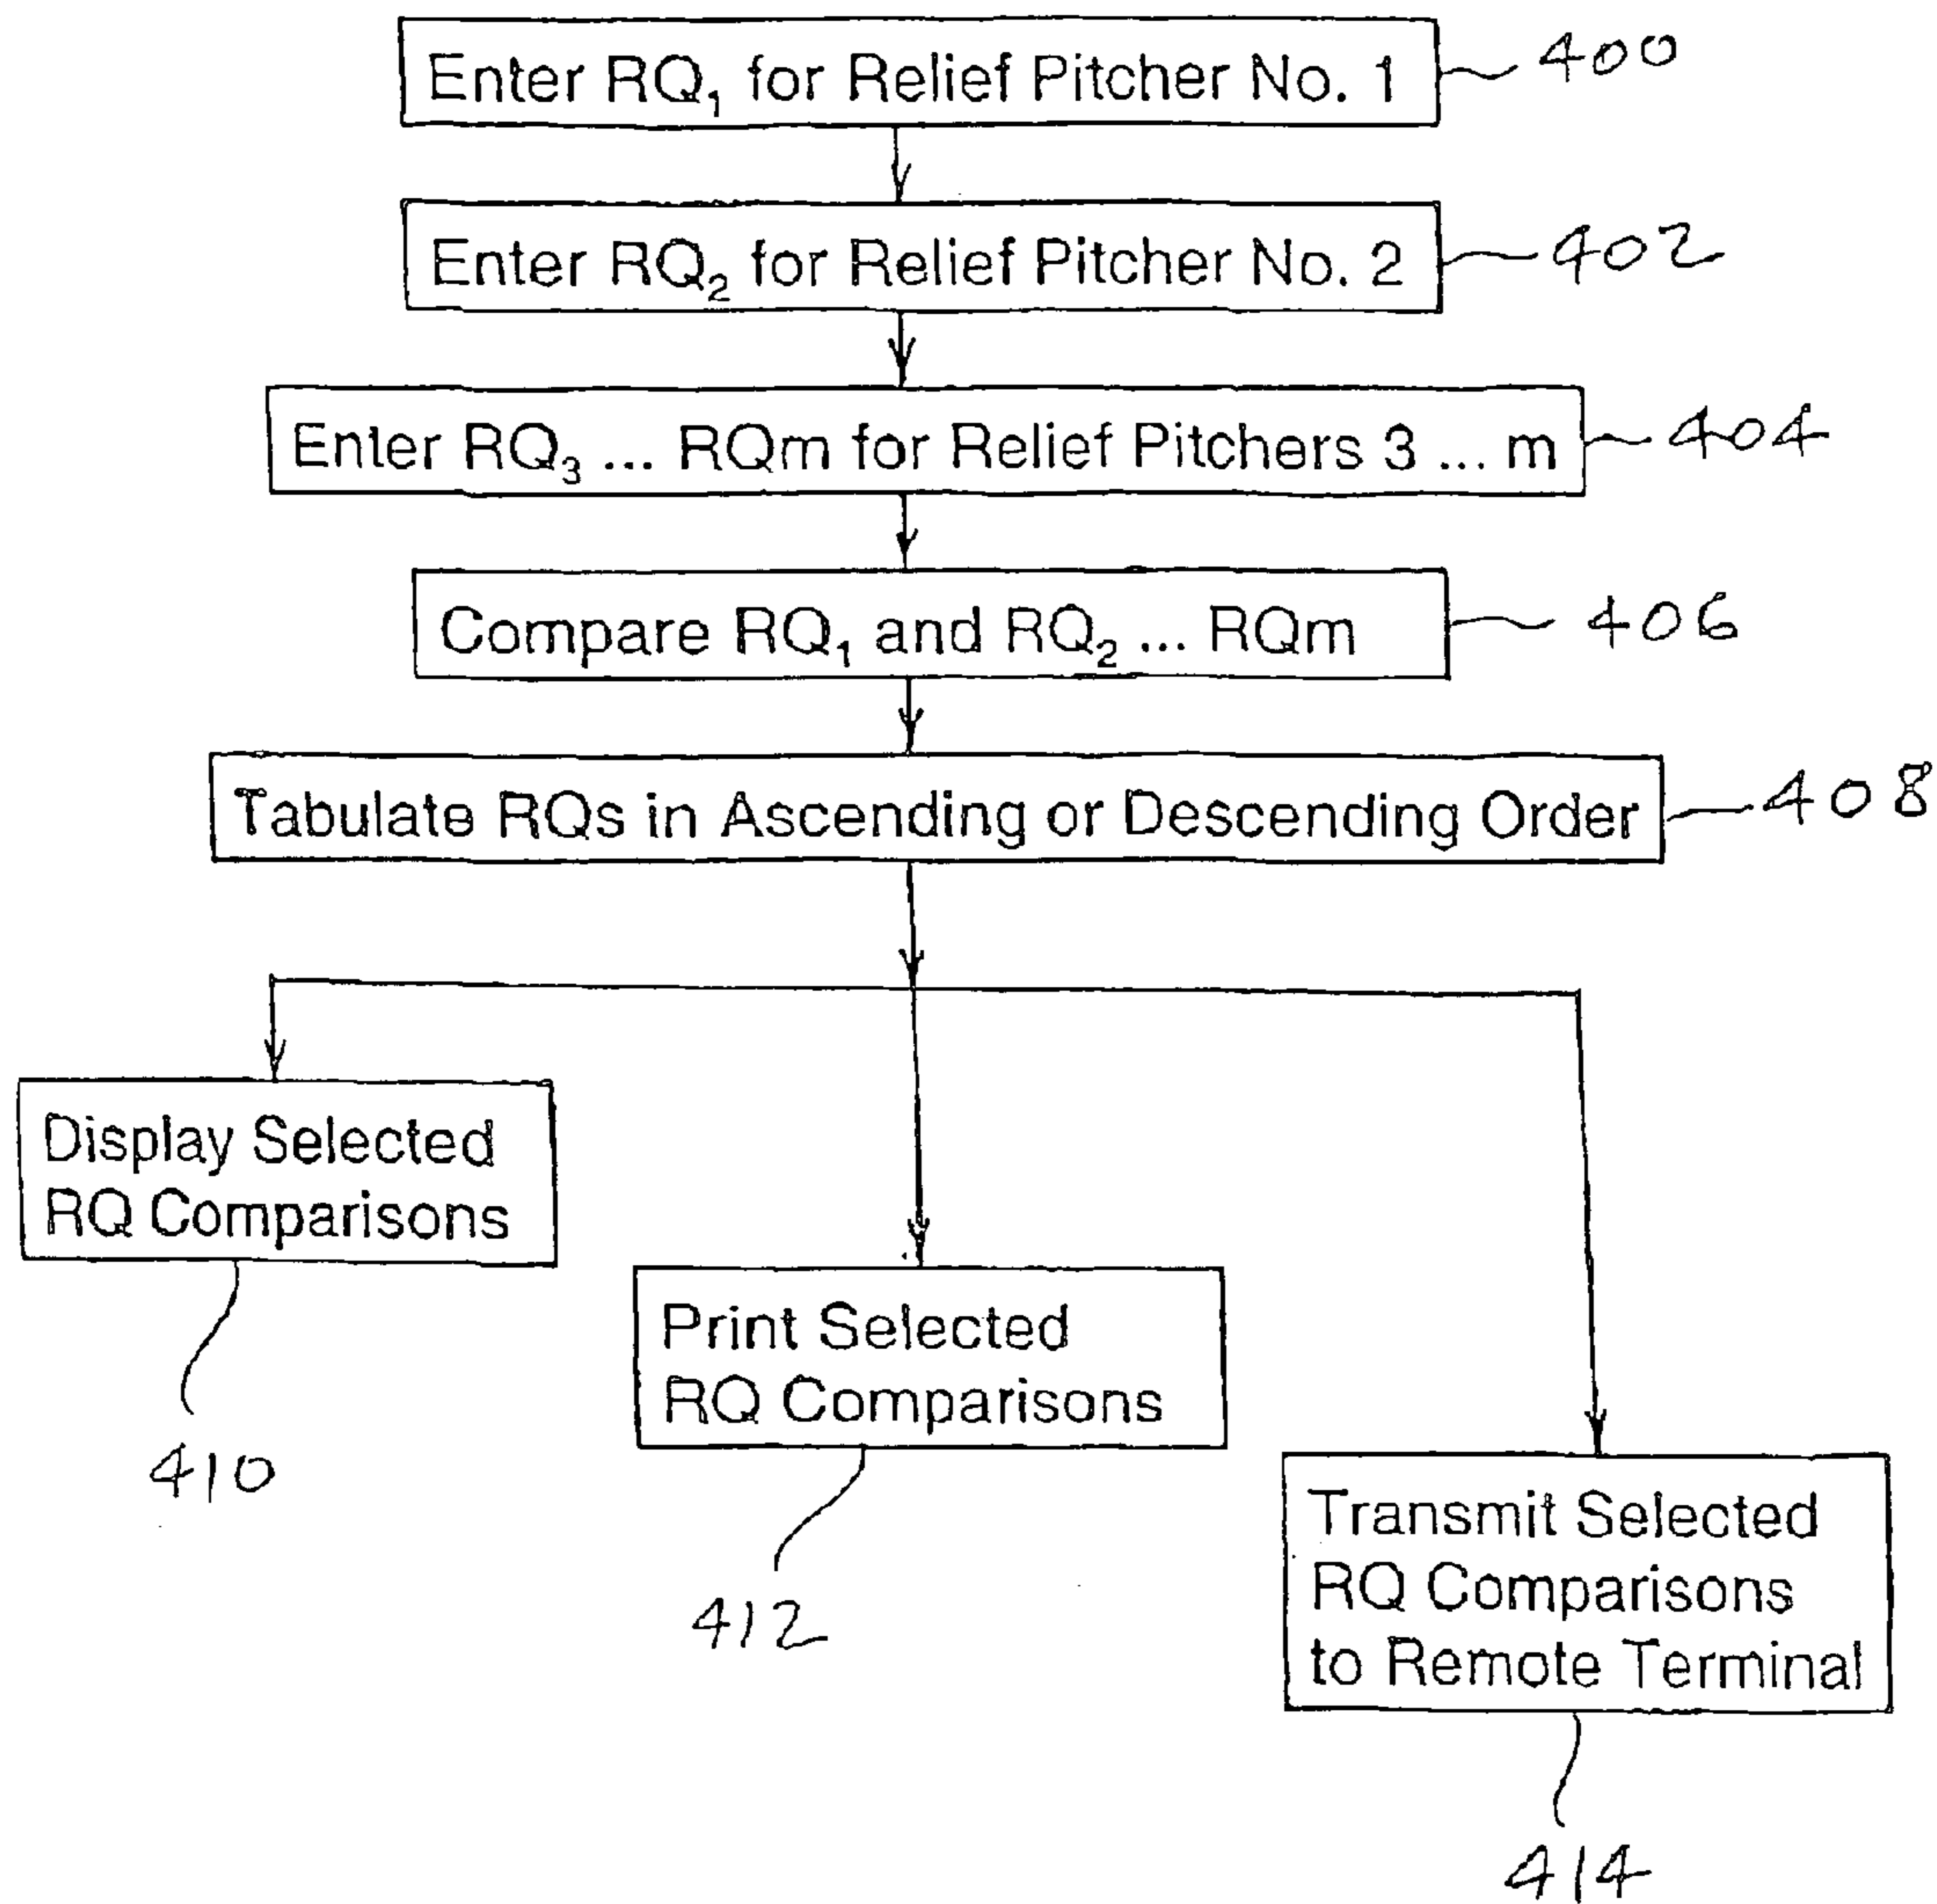 Enter RQ₁ for Relief Pitcher No. 1
400
Enter RQ₂ for Relief Pitcher No. 2
402
Enter RQ₃ ... RQm for Relief Pitchers 3 ... m
404
Compare RQ₁ and RQ₂ ... RQm
406
Tabulate RQs in Ascending or Descending Order
408
Display Selected
RQ Comparisons
410
Print Selected
RQ Comparisons
412
Transmit Selected
RQ Comparisons
to Remote Terminal
414